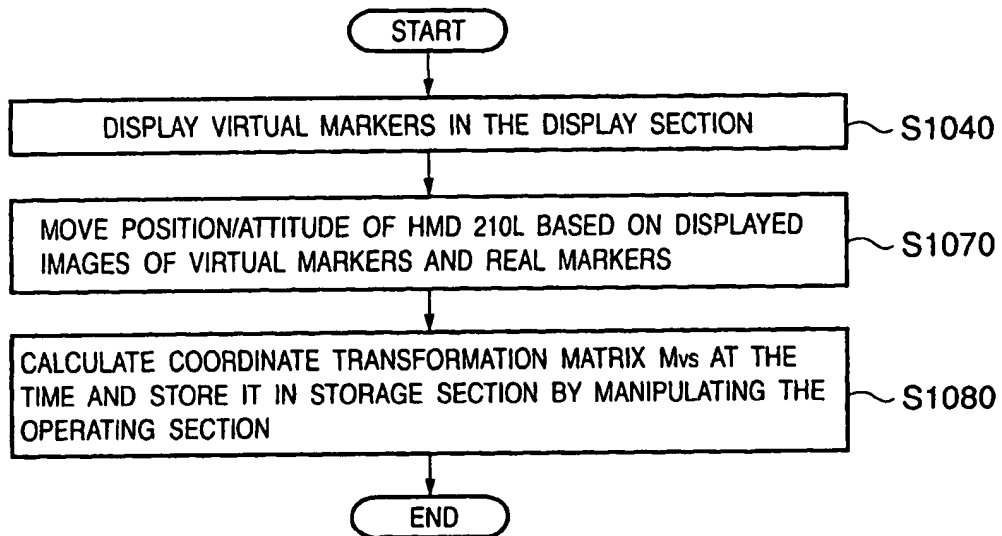 START
DISPLAY VIRTUAL MARKERS IN THE DISPLAY SECTION
S1040
MOVE POSITION/ATTITUDE OF HMD 210L BASED ON DISPLAYED
IMAGES OF VIRTUAL MARKERS AND REAL MARKERS
S1070
CALCULATE COORDINATE TRANSFORMATION MATRIX Mvs AT THE
TIME AND STORE IT IN STORAGE SECTION BY MANIPULATING THE
OPERATING SECTION
S1080
END